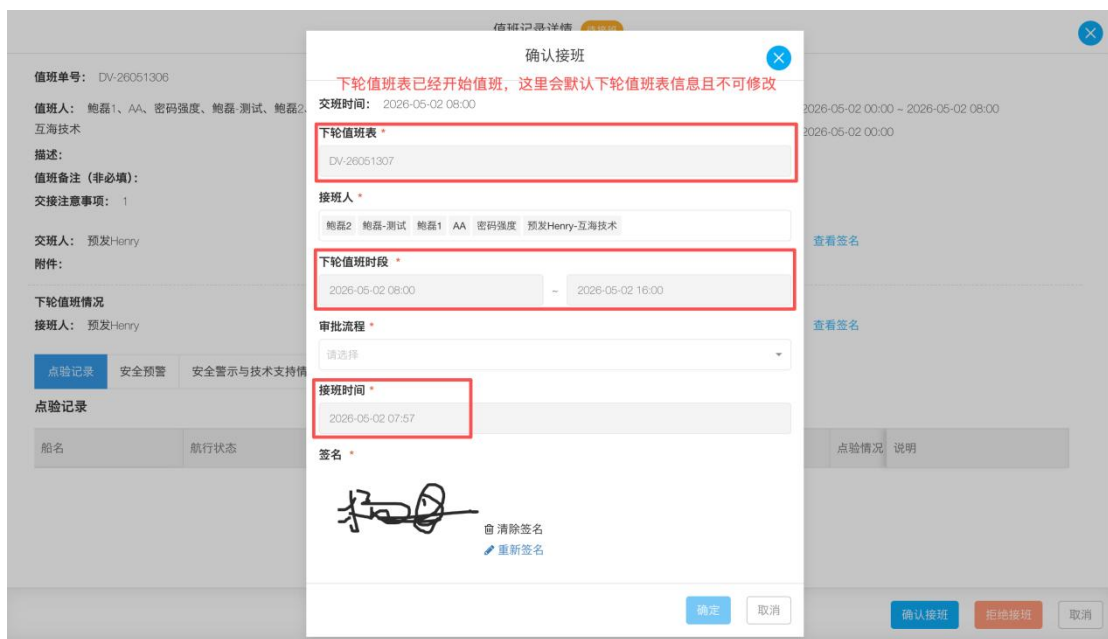 值班记录详情 待接班
确认接班
下轮值班表已经开始值班，这里会默认下轮值班表信息且不可修改
值班单号： DV-26051306
值班人： 鲍磊1、AA、密码强度、鲍磊-测试、鲍磊2、
互海技术
描述：
值班备注（非必填）：
交接注意事项： 1
交班人： 预发Henry
附件：
下轮值班情况
接班人： 预发Henry
点验记录 安全预警 安全警示与技术支持情
点验记录
船名 航行状态
交班时间： 2026-05-02 08:00
下轮值班表 *
DV-26051307
接班人 *
鲍磊2 鲍磊-测试 鲍磊1 AA 密码强度 预发Henry-互海技术
下轮值班时段 *
2026-05-02 08:00 ~ 2026-05-02 16:00
审批流程 *
请选择
接班时间 *
2026-05-02 07:57
签名 *
清除签名
重新签名
确定 取消
2026-05-02 00:00 ~ 2026-05-02 08:00
2026-05-02 00:00
查看签名
查看签名
点验情况 说明
确认接班 拒绝接班 取消